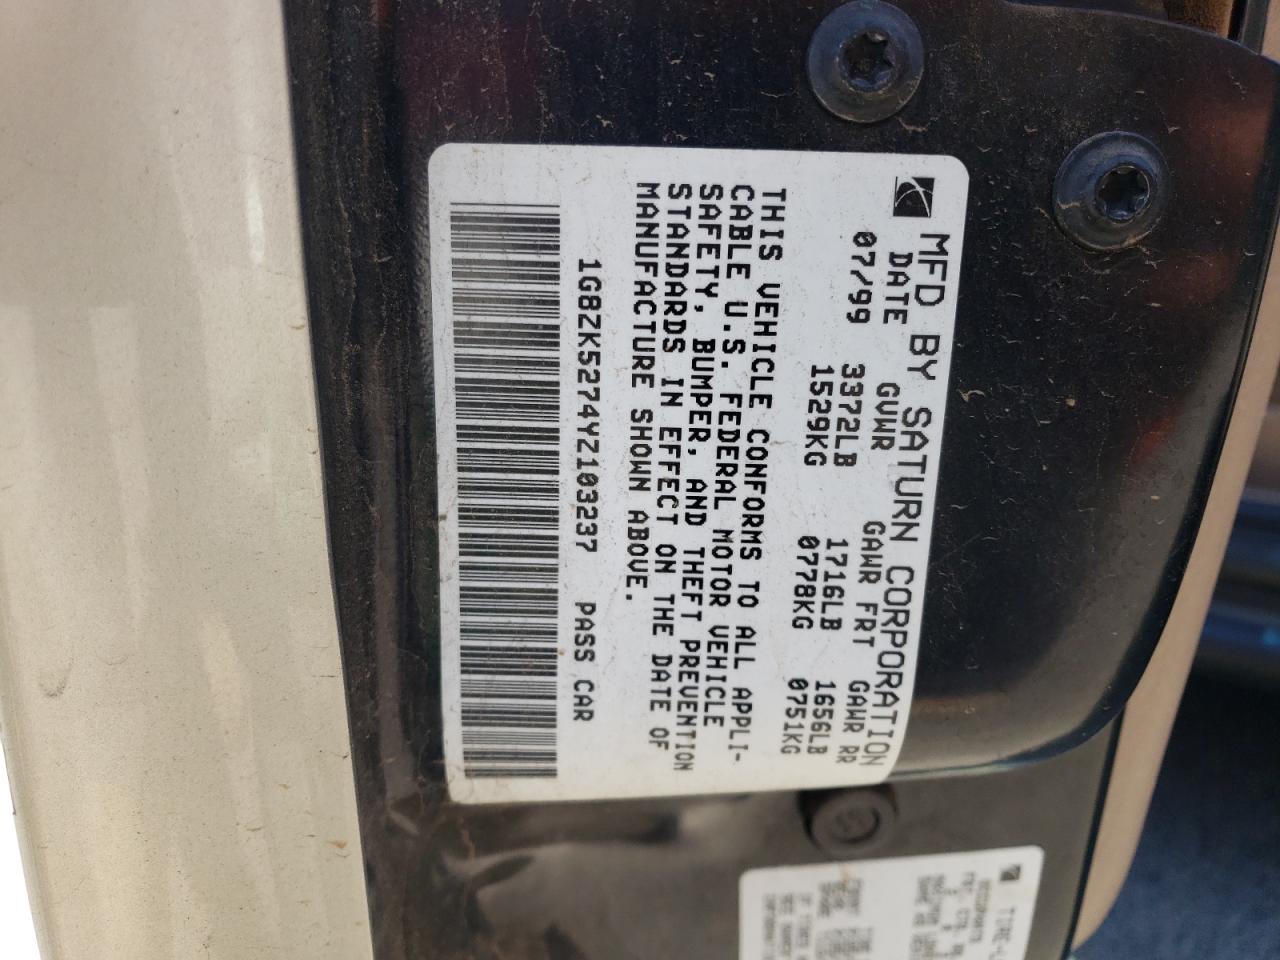 MFD BY SATURN CORPORATION
DATE GVWR GAWR FRT GAWR RR
07/99 3372LB 1716LB 1656LB
1529KG 0778KG 0751KG
THIS VEHICLE CONFORMS TO ALL APPLI-
CABLE U.S. FEDERAL MOTOR VEHICLE
SAFETY, BUMPER, AND THEFT PREVENTION
STANDARDS IN EFFECT ON THE DATE OF
MANUFACTURE SHOWN ABOVE.
1G8ZK5274YZ103237 PASS CAR
TIRE-
OCCUPANTS